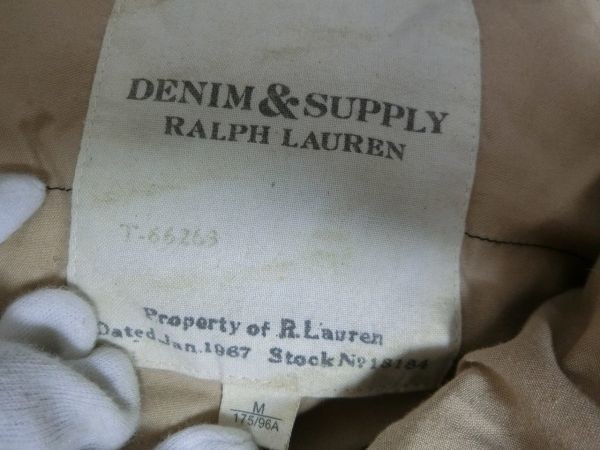 DENIM & SUPPLY
RALPH LAUREN
T-66263
Property of R.Lauren
Dated Jan.1967 Stock No 18184
M
175/96A